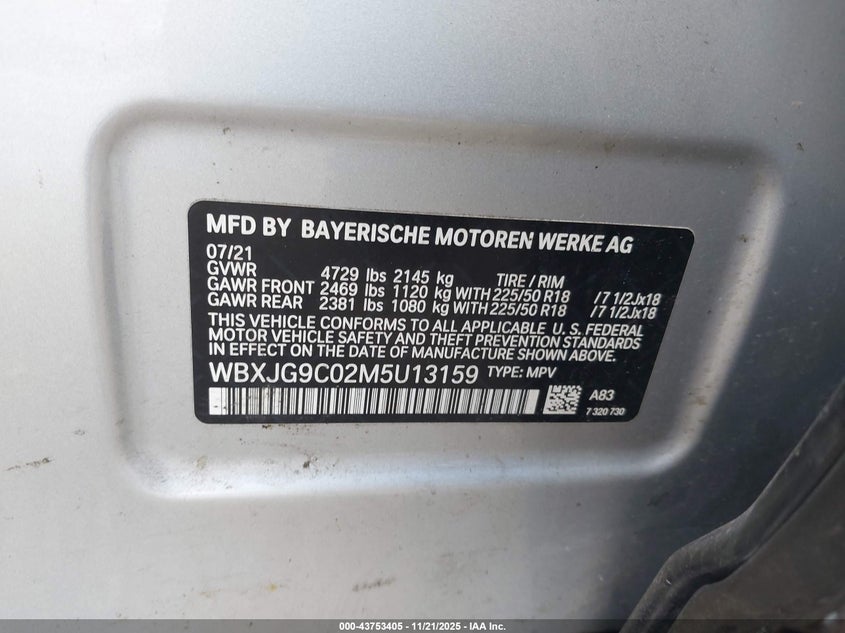 MFD BY BAYERISCHE MOTOREN WERKE AG
07/21
GVWR 4729 lbs 2145 kg TIRE / RIM
GAWR FRONT 2469 lbs 1120 kg WITH 225/50 R18 / 7 1/2Jx18
GAWR REAR 2381 lbs 1080 kg WITH 225/50 R18 / 7 1/2Jx18
THIS VEHICLE CONFORMS TO ALL APPLICABLE U. S. FEDERAL
MOTOR VEHICLE SAFETY AND THEFT PREVENTION
STANDARDS IN EFFECT ON THE DATE OF MANUFACTURE SHOWN ABOVE.
WBXJG9C02M5U13159 TYPE: MPV
A83
7 320 730
000-43753405 - 11/21/2025 - IAA Inc.